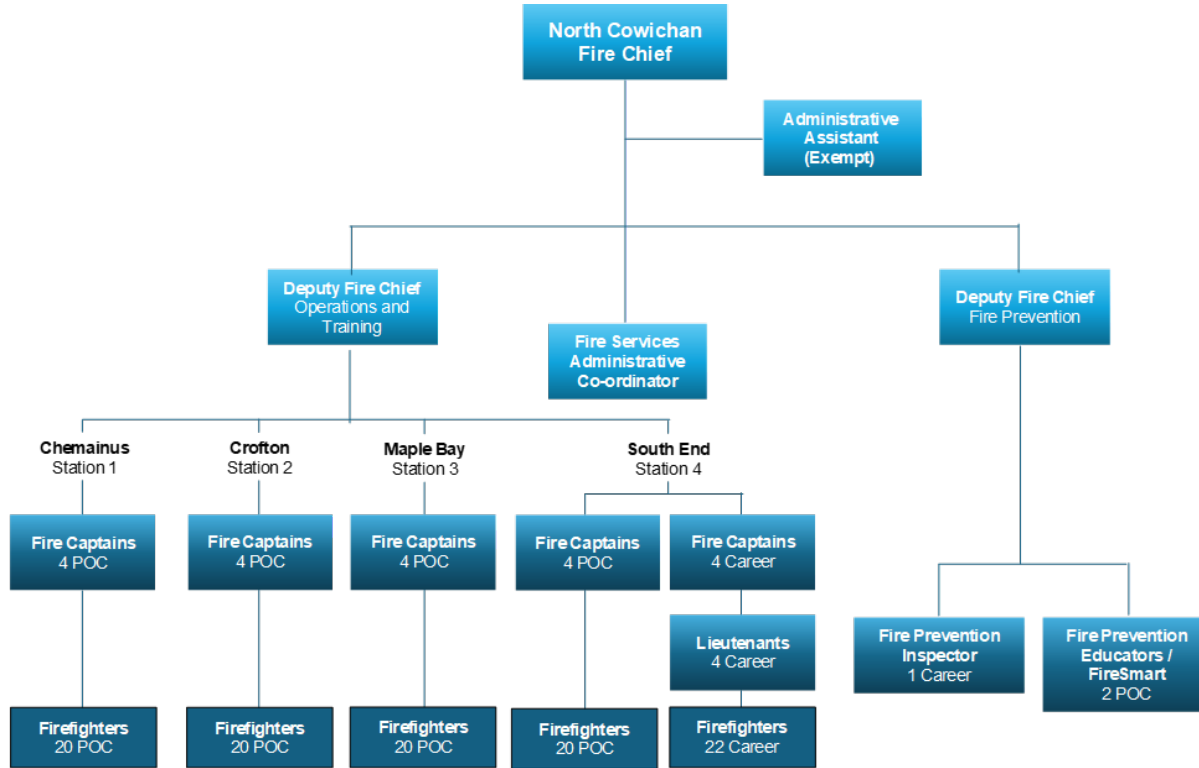 North Cowichan
Fire Chief
Administrative
Assistant
(Exempt)
Deputy Fire Chief
Operations and
Training
Fire Services
Administrative
Co-ordinator
Deputy Fire Chief
Fire Prevention
Chemainus
Station 1
Crofton
Station 2
Maple Bay
Station 3
South End
Station 4
Fire Captains
4 POC
Fire Captains
4 POC
Fire Captains
4 POC
Fire Captains
4 POC
Fire Captains
4 Career
Lieutenants
4 Career
Fire Prevention
Inspector
1 Career
Fire Prevention
Educators /
FireSmart
2 POC
Firefighters
20 POC
Firefighters
20 POC
Firefighters
20 POC
Firefighters
20 POC
Firefighters
22 Career